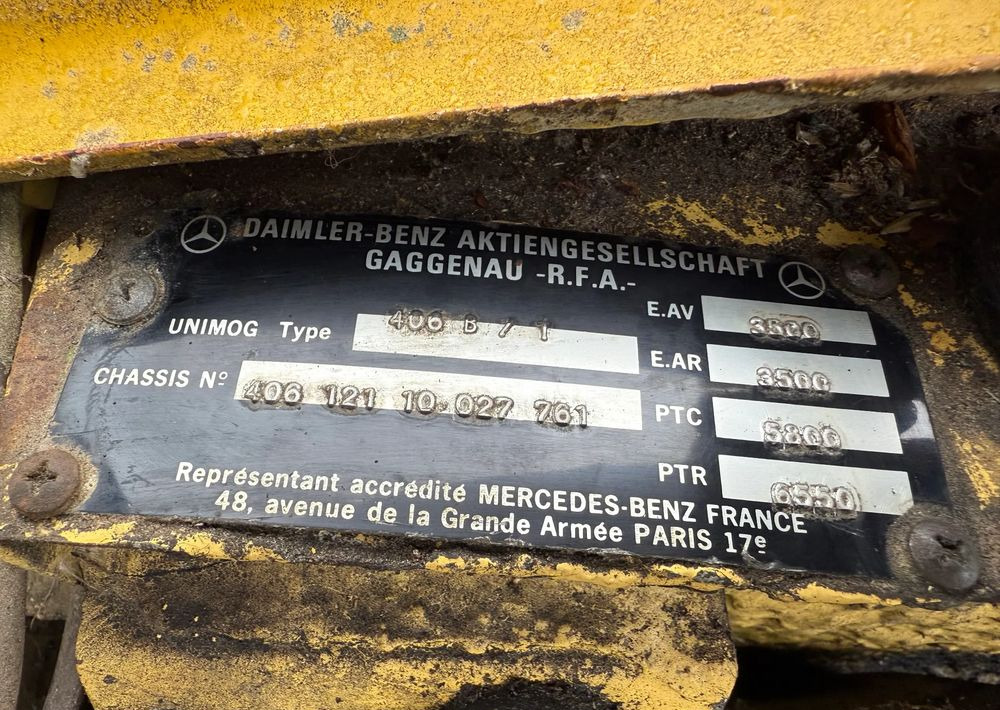 DAIMLER-BENZ AKTIENGESELLSCHAFT
GAGGENAU -R.F.A.-
UNIMOG Type 406 B / 1
CHASSIS Nº 406 121 10.027 761
E.AV 3500
E.AR 3500
PTC 5800
PTR 6550
Représentant accrédité MERCEDES-BENZ FRANCE
48, avenue de la Grande Armée PARIS 17e